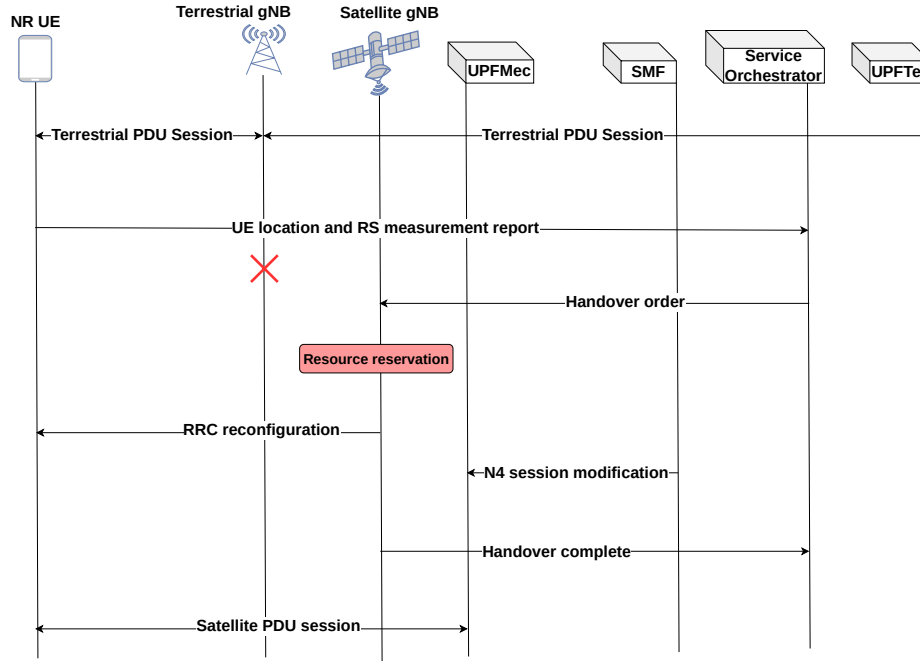 NR UE
Terrestrial gNB
Satellite gNB
UPFMec
SMF
Service
Orchestrator
UPFTe
Terrestrial PDU Session
Terrestrial PDU Session
UE location and RS measurement report
Handover order
Resource reservation
RRC reconfiguration
N4 session modification
Handover complete
Satellite PDU session